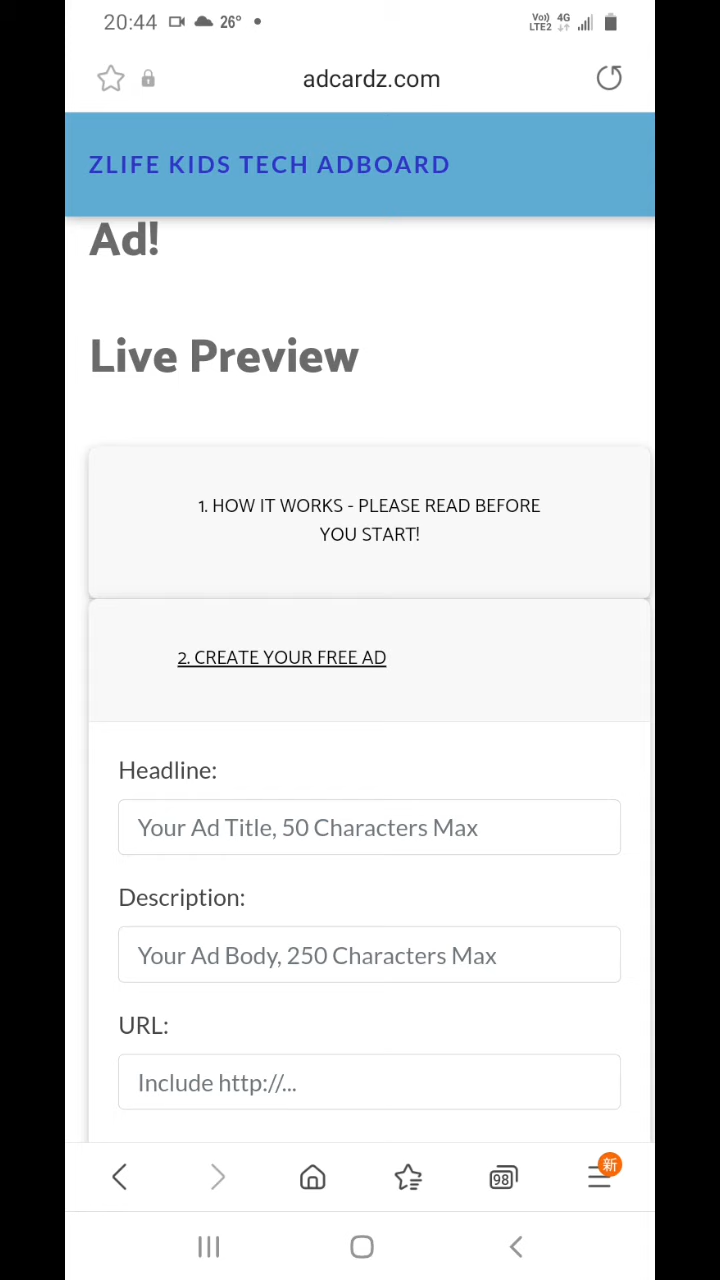 20:44 26°
Vo)) 4G
LTE2
adcardz.com
ZLIFE KIDS TECH ADBOARD
Ad!
Live Preview
1. HOW IT WORKS - PLEASE READ BEFORE
YOU START!
2. CREATE YOUR FREE AD
Headline:
Your Ad Title, 50 Characters Max
Description:
Your Ad Body, 250 Characters Max
URL:
Include http://...
98
新